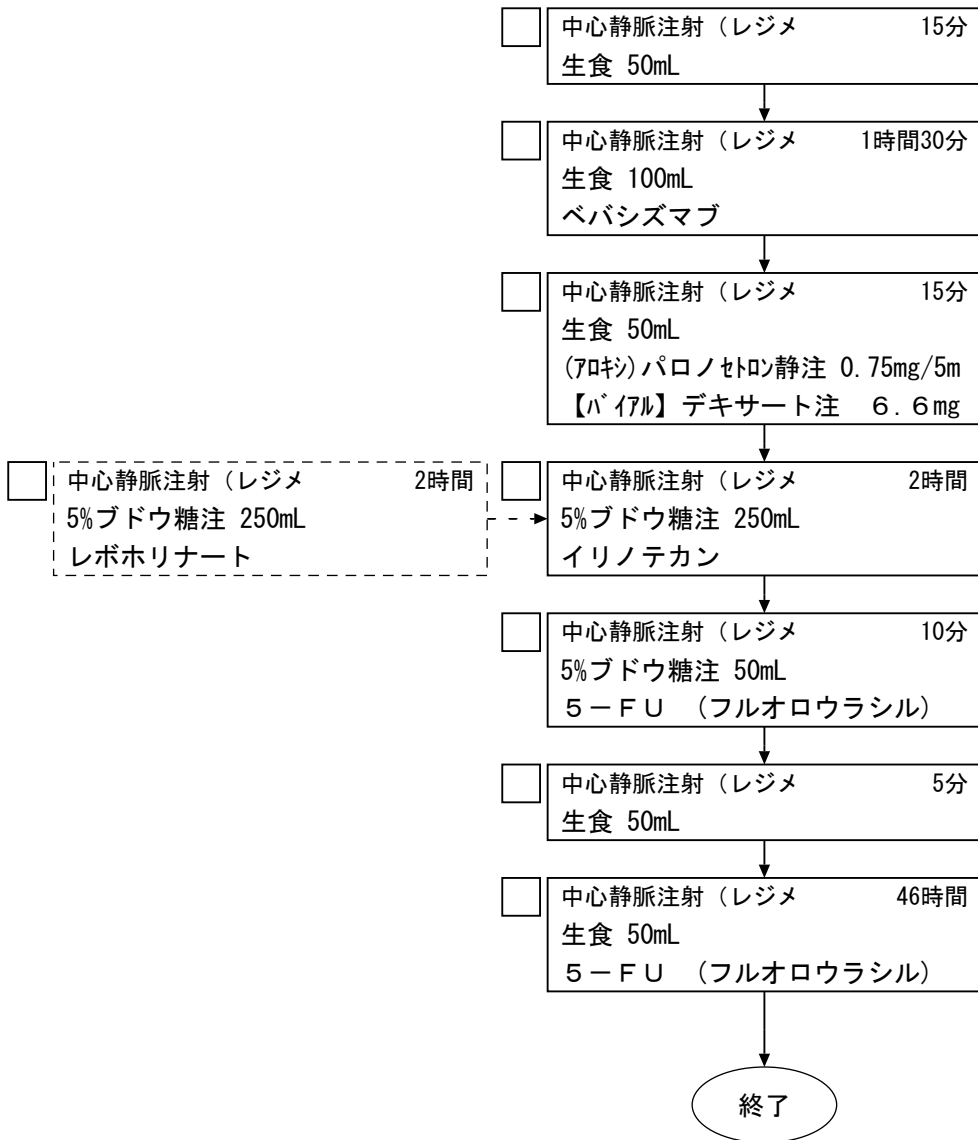 中心静脈注射（レジメ 15分
生食 50mL
中心静脈注射（レジメ 1時間30分
生食 100mL
ベバシズマブ
中心静脈注射（レジメ 15分
生食 50mL
(ｱﾛｷｼ)パロノｾﾄﾛﾝ静注 0.75mg/5m
【ﾊﾞｲｱﾙ】デキサート注　６.６mg
中心静脈注射（レジメ 2時間
5%ブドウ糖注 250mL
レボホリナート
中心静脈注射（レジメ 2時間
5%ブドウ糖注 250mL
イリノテカン
中心静脈注射（レジメ 10分
5%ブドウ糖注 50mL
５－ＦＵ　（フルオロウラシル）
中心静脈注射（レジメ 5分
生食 50mL
中心静脈注射（レジメ 46時間
生食 50mL
５－ＦＵ　（フルオロウラシル）
終了